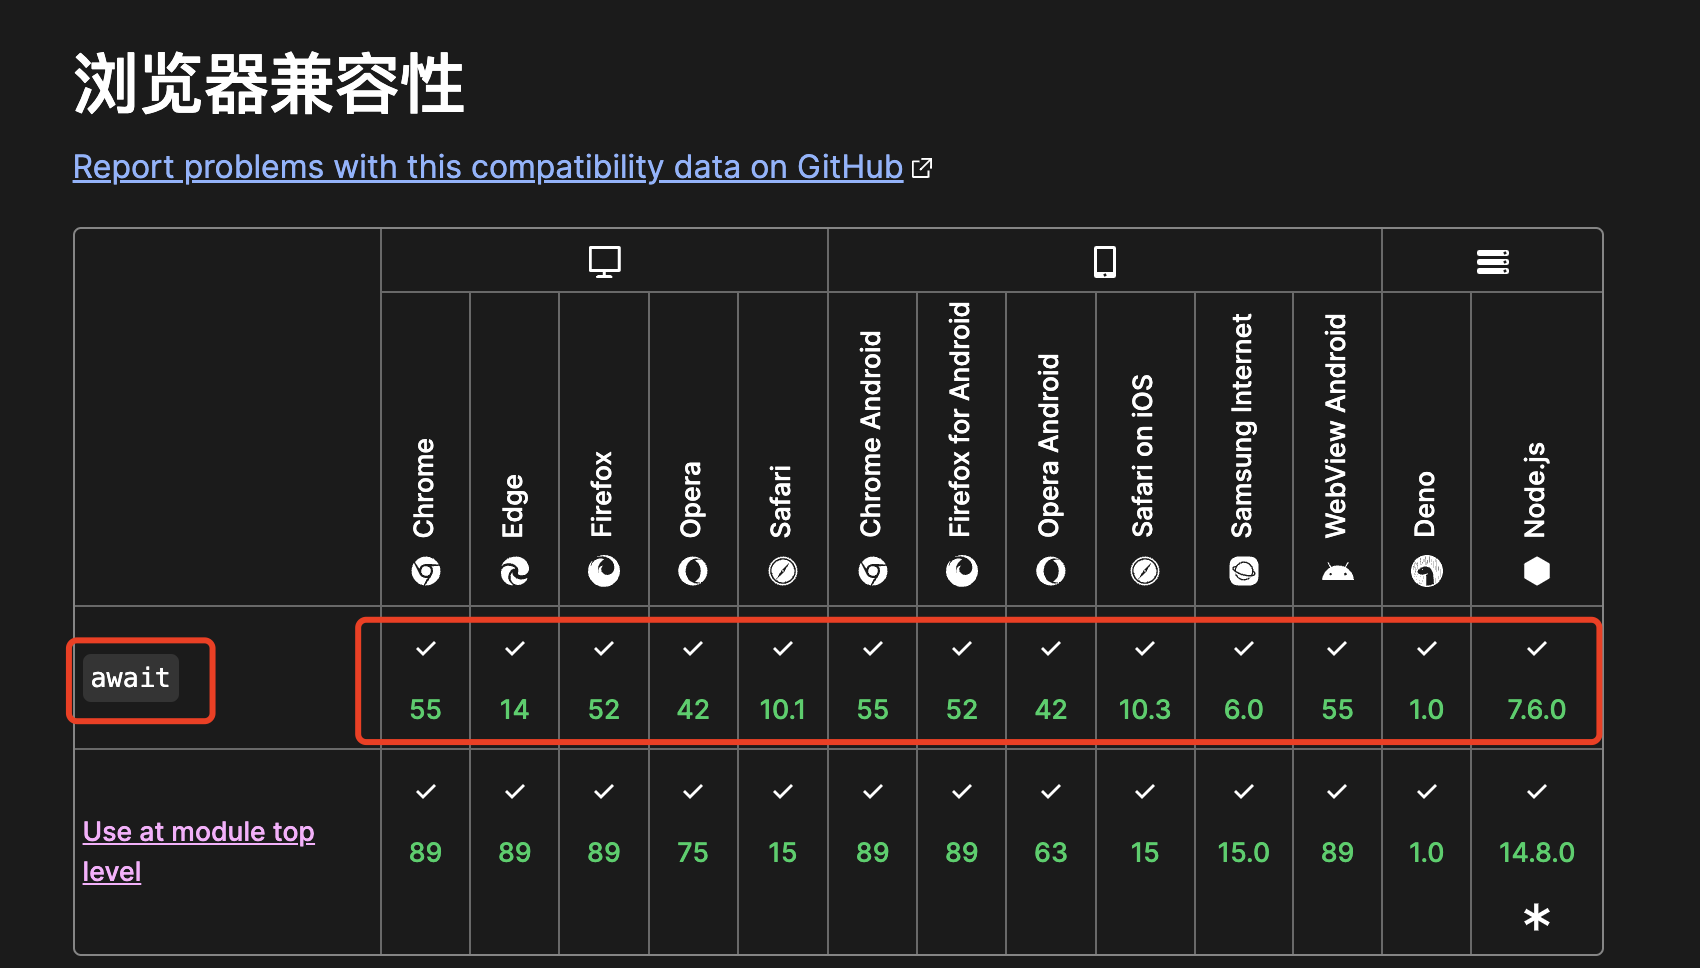 浏览器兼容性
Report problems with this compatibility data on GitHub
Chrome
Edge
Firefox
Opera
Safari
Chrome Android
Firefox for Android
Opera Android
Safari on iOS
Samsung Internet
WebView Android
Deno
Node.js
await
55 14 52 42 10.1 55 52 42 10.3 6.0 55 1.0 7.6.0
Use at module top
level
89 89 89 75 15 89 89 63 15 15.0 89 1.0 14.8.0
*